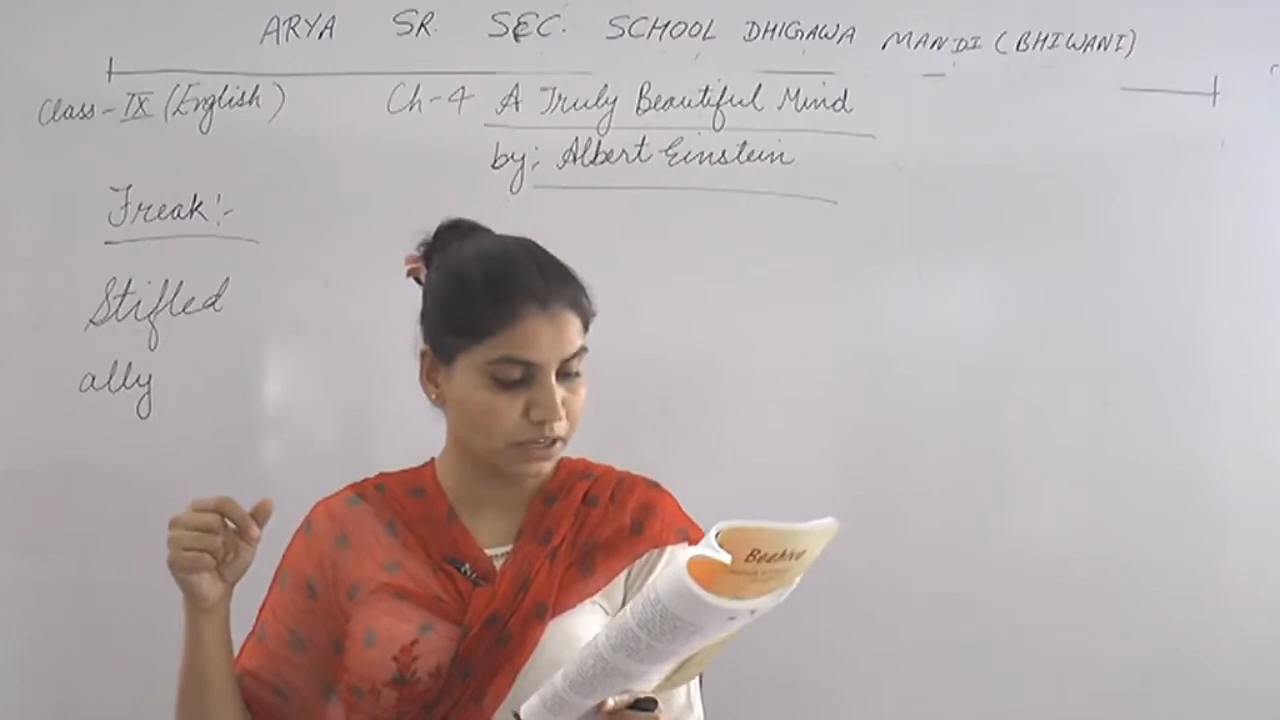 ARYA SR. SEC. SCHOOL DHIGAWA MANDI (BHIWANI)
Class-IX (English) Ch-4 A Truly Beautiful Mind
by: Albert Einstein
Freak:-
Stifled
ally
Beehive